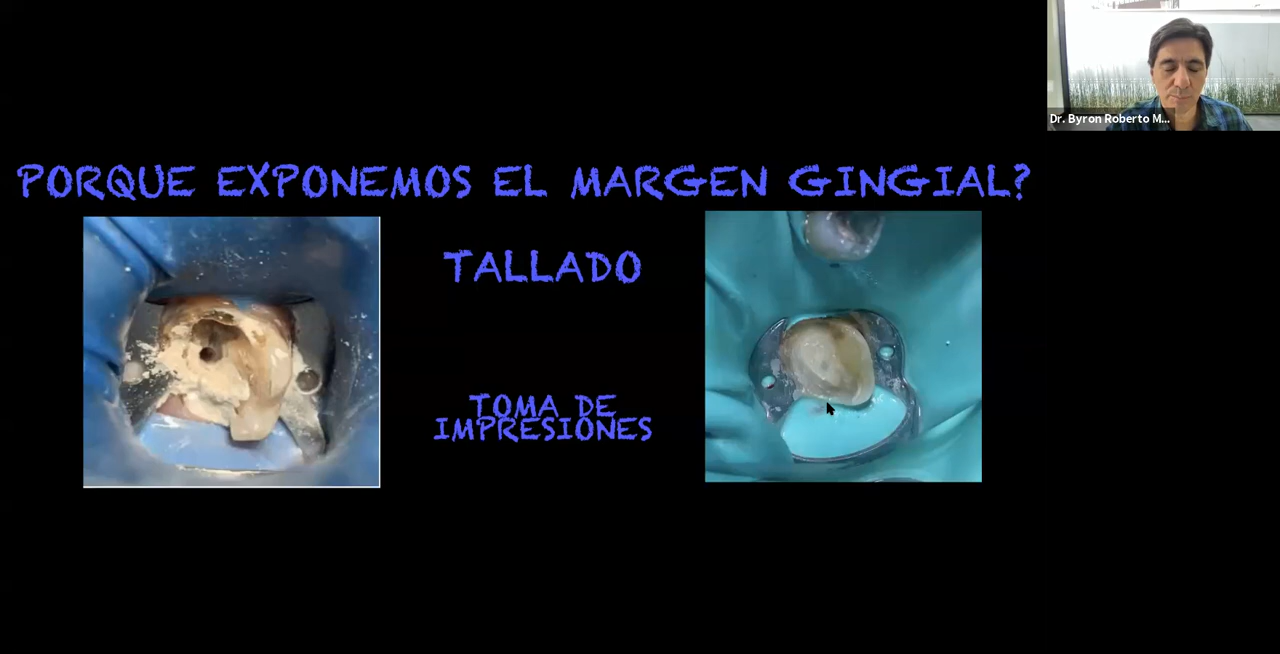 Dr. Byron Roberto M...
PORQUE EXPONEMOS EL MARGEN GINGIAL?
TALLADO
TOMA DE
IMPRESIONES